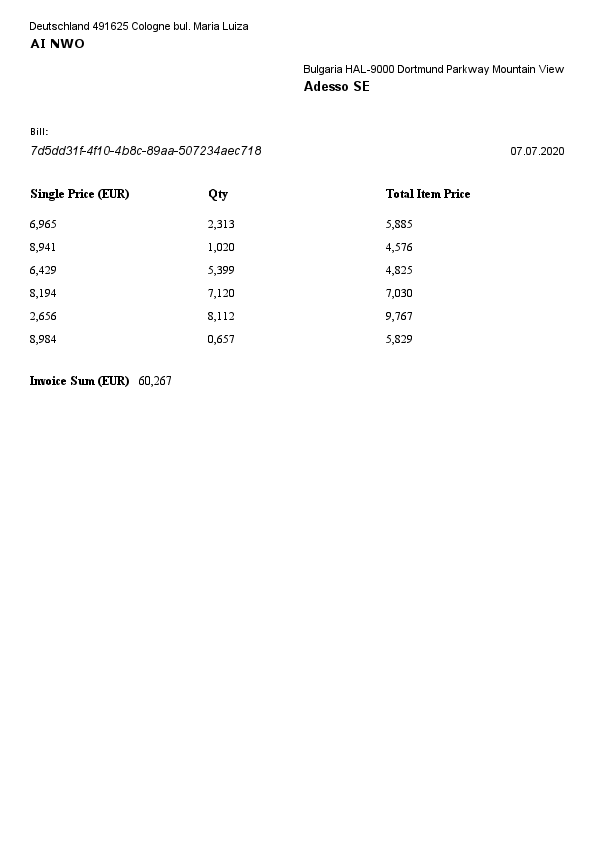 Deutschland 491625 Cologne bul. Maria Luiza
AI NWO
Bulgaria HAL-9000 Dortmund Parkway Mountain View
Adesso SE
Bill:
7d5dd31f-4f10-4b8c-89aa-507234aec718 07.07.2020
Single Price (EUR) Qty Total Item Price
6,965 2,313 5,885
8,941 1,020 4,576
6,429 5,399 4,825
8,194 7,120 7,030
2,656 8,112 9,767
8,984 0,657 5,829
Invoice Sum (EUR) 60,267